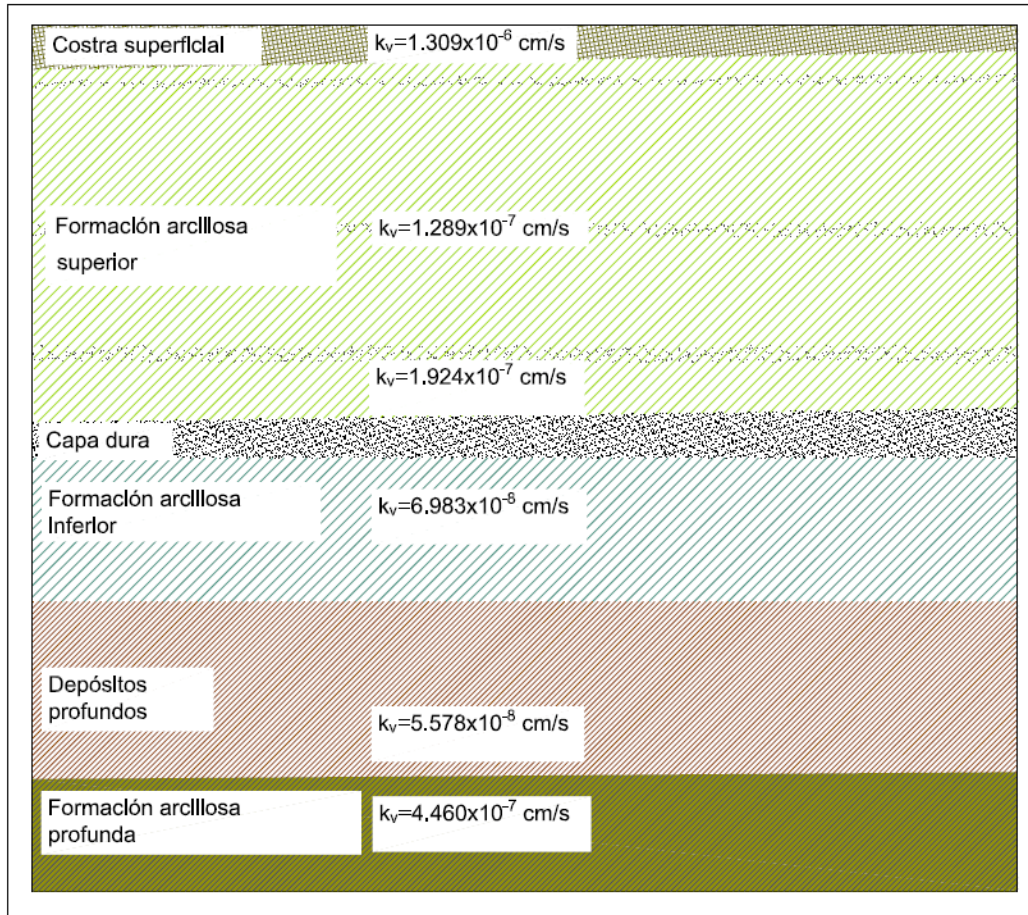 Costra superficial
kv=1.309x10⁻⁶ cm/s
Formación arcillosa
superior
kv=1.289x10⁻⁷ cm/s
kv=1.924x10⁻⁷ cm/s
Capa dura
Formación arcillosa
Inferior
kv=6.983x10⁻⁸ cm/s
Depósitos
profundos
kv=5.578x10⁻⁸ cm/s
Formación arcillosa
profunda
kv=4.460x10⁻⁷ cm/s